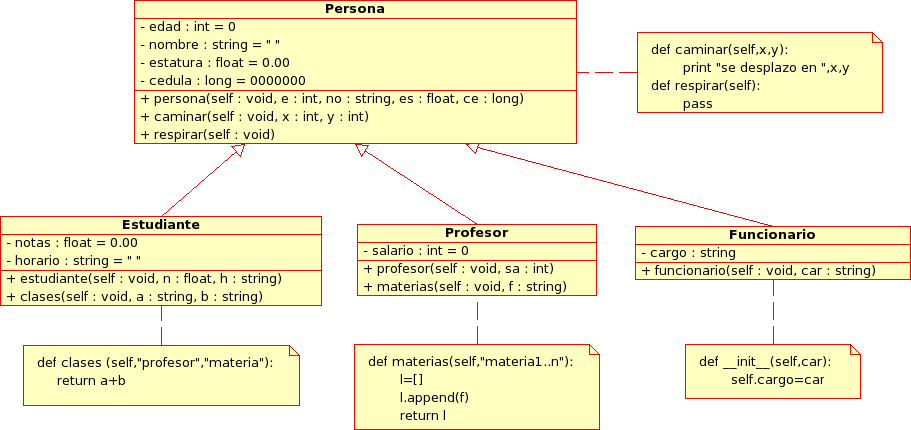 Persona
- edad : int = 0
- nombre : string = " "
- estatura : float = 0.00
- cedula : long = 0000000
+ persona(self : void, e : int, no : string, es : float, ce : long)
+ caminar(self : void, x : int, y : int)
+ respirar(self : void)
def caminar(self,x,y):
print "se desplazo en ",x,y
def respirar(self):
pass
Estudiante
- notas : float = 0.00
- horario : string = " "
+ estudiante(self : void, n : float, h : string)
+ clases(self : void, a : string, b : string)
Profesor
- salario : int = 0
+ profesor(self : void, sa : int)
+ materias(self : void, f : string)
Funcionario
- cargo : string
+ funcionario(self : void, car : string)
def clases (self,"profesor","materia"):
return a+b
def materias(self,"materia1..n"):
l=[]
l.append(f)
return l
def __init__(self,car):
self.cargo=car